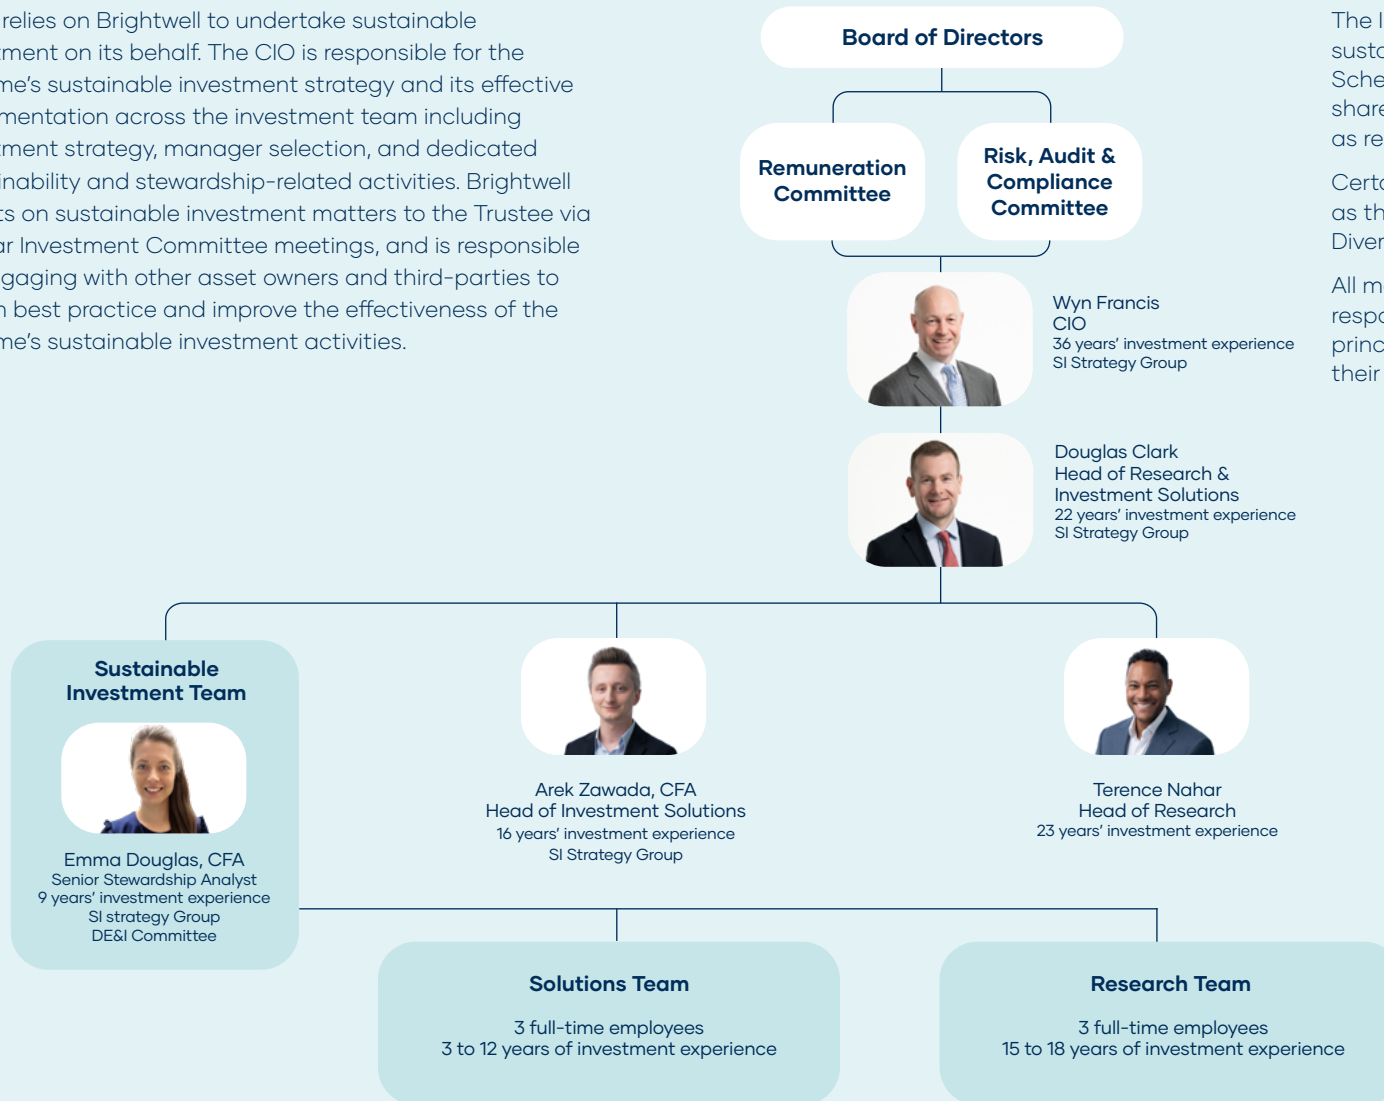 relies on Brightwell to undertake sustainable
tment on its behalf. The CIO is responsible for the
me's sustainable investment strategy and its effective
mentation across the investment team including
tment strategy, manager selection, and dedicated
inability and stewardship-related activities. Brightwell
ts on sustainable investment matters to the Trustee via
ar Investment Committee meetings, and is responsible
gaging with other asset owners and third-parties to
n best practice and improve the effectiveness of the
me's sustainable investment activities.
Board of Directors
Remuneration
Committee
Risk, Audit &
Compliance
Committee
Wyn Francis
CIO
36 years' investment experience
SI Strategy Group
Douglas Clark
Head of Research &
Investment Solutions
22 years' investment experience
SI Strategy Group
Sustainable
Investment Team
Emma Douglas, CFA
Senior Stewardship Analyst
9 years' investment experience
SI strategy Group
DE&I Committee
Arek Zawada, CFA
Head of Investment Solutions
16 years' investment experience
SI Strategy Group
Terence Nahar
Head of Research
23 years' investment experience
Solutions Team
3 full-time employees
3 to 12 years of investment experience
Research Team
3 full-time employees
15 to 18 years of investment experience
The I
susta
Sche
share
as re
Certa
as th
Diver
All m
respo
princ
their